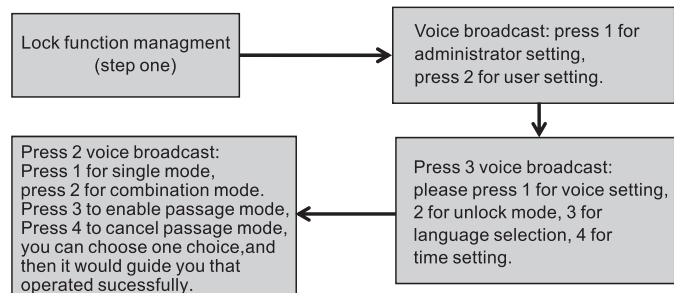 Lock function managment
(step one)
Voice broadcast: press 1 for
administrator setting,
press 2 for user setting.
Press 3 voice broadcast:
please press 1 for voice setting,
2 for unlock mode, 3 for
language selection, 4 for
time setting.
Press 2 voice broadcast:
Press 1 for single mode,
press 2 for combination mode.
Press 3 to enable passage mode,
Press 4 to cancel passage mode,
you can choose one choice,and
then it would guide you that
operated sucessfully.